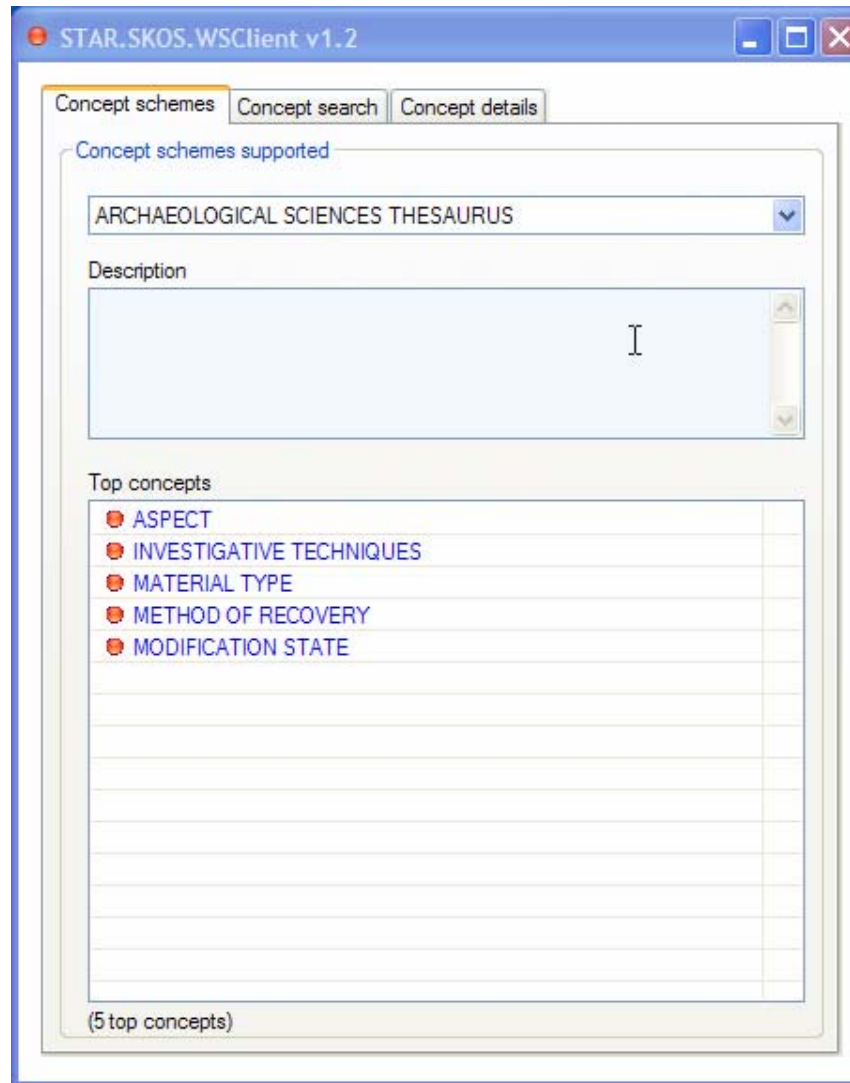 STAR.SKOS.WSClient v1.2
Concept schemes Concept search Concept details
Concept schemes supported
ARCHAEOLOGICAL SCIENCES THESAURUS
Description
Top concepts
ASPECT
INVESTIGATIVE TECHNIQUES
MATERIAL TYPE
METHOD OF RECOVERY
MODIFICATION STATE
(5 top concepts)